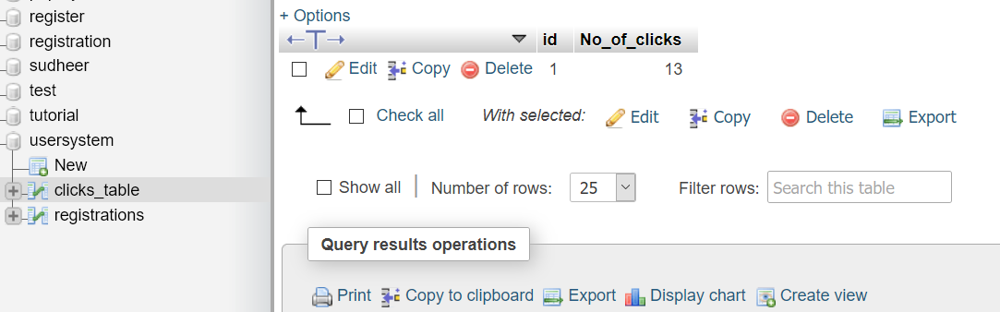 register
registration
sudheer
test
tutorial
usersystem
New
clicks_table
registrations
+ Options
←T→ id No_of_clicks
Edit Copy Delete 1 13
Check all With selected: Edit Copy Delete Export
Show all Number of rows: 25 Filter rows: Search this table
Query results operations
Print Copy to clipboard Export Display chart Create view